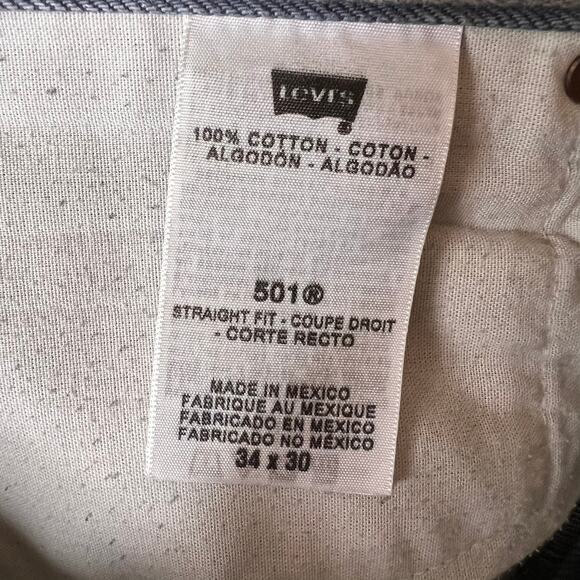 Levi's
100% COTTON - COTON -
ALGODÓN - ALGODÃO
501®
STRAIGHT FIT - COUPE DROIT
- CORTE RECTO
MADE IN MEXICO
FABRIQUE AU MEXIQUE
FABRICADO EN MEXICO
FABRICADO NO MÉXICO
34 x 30